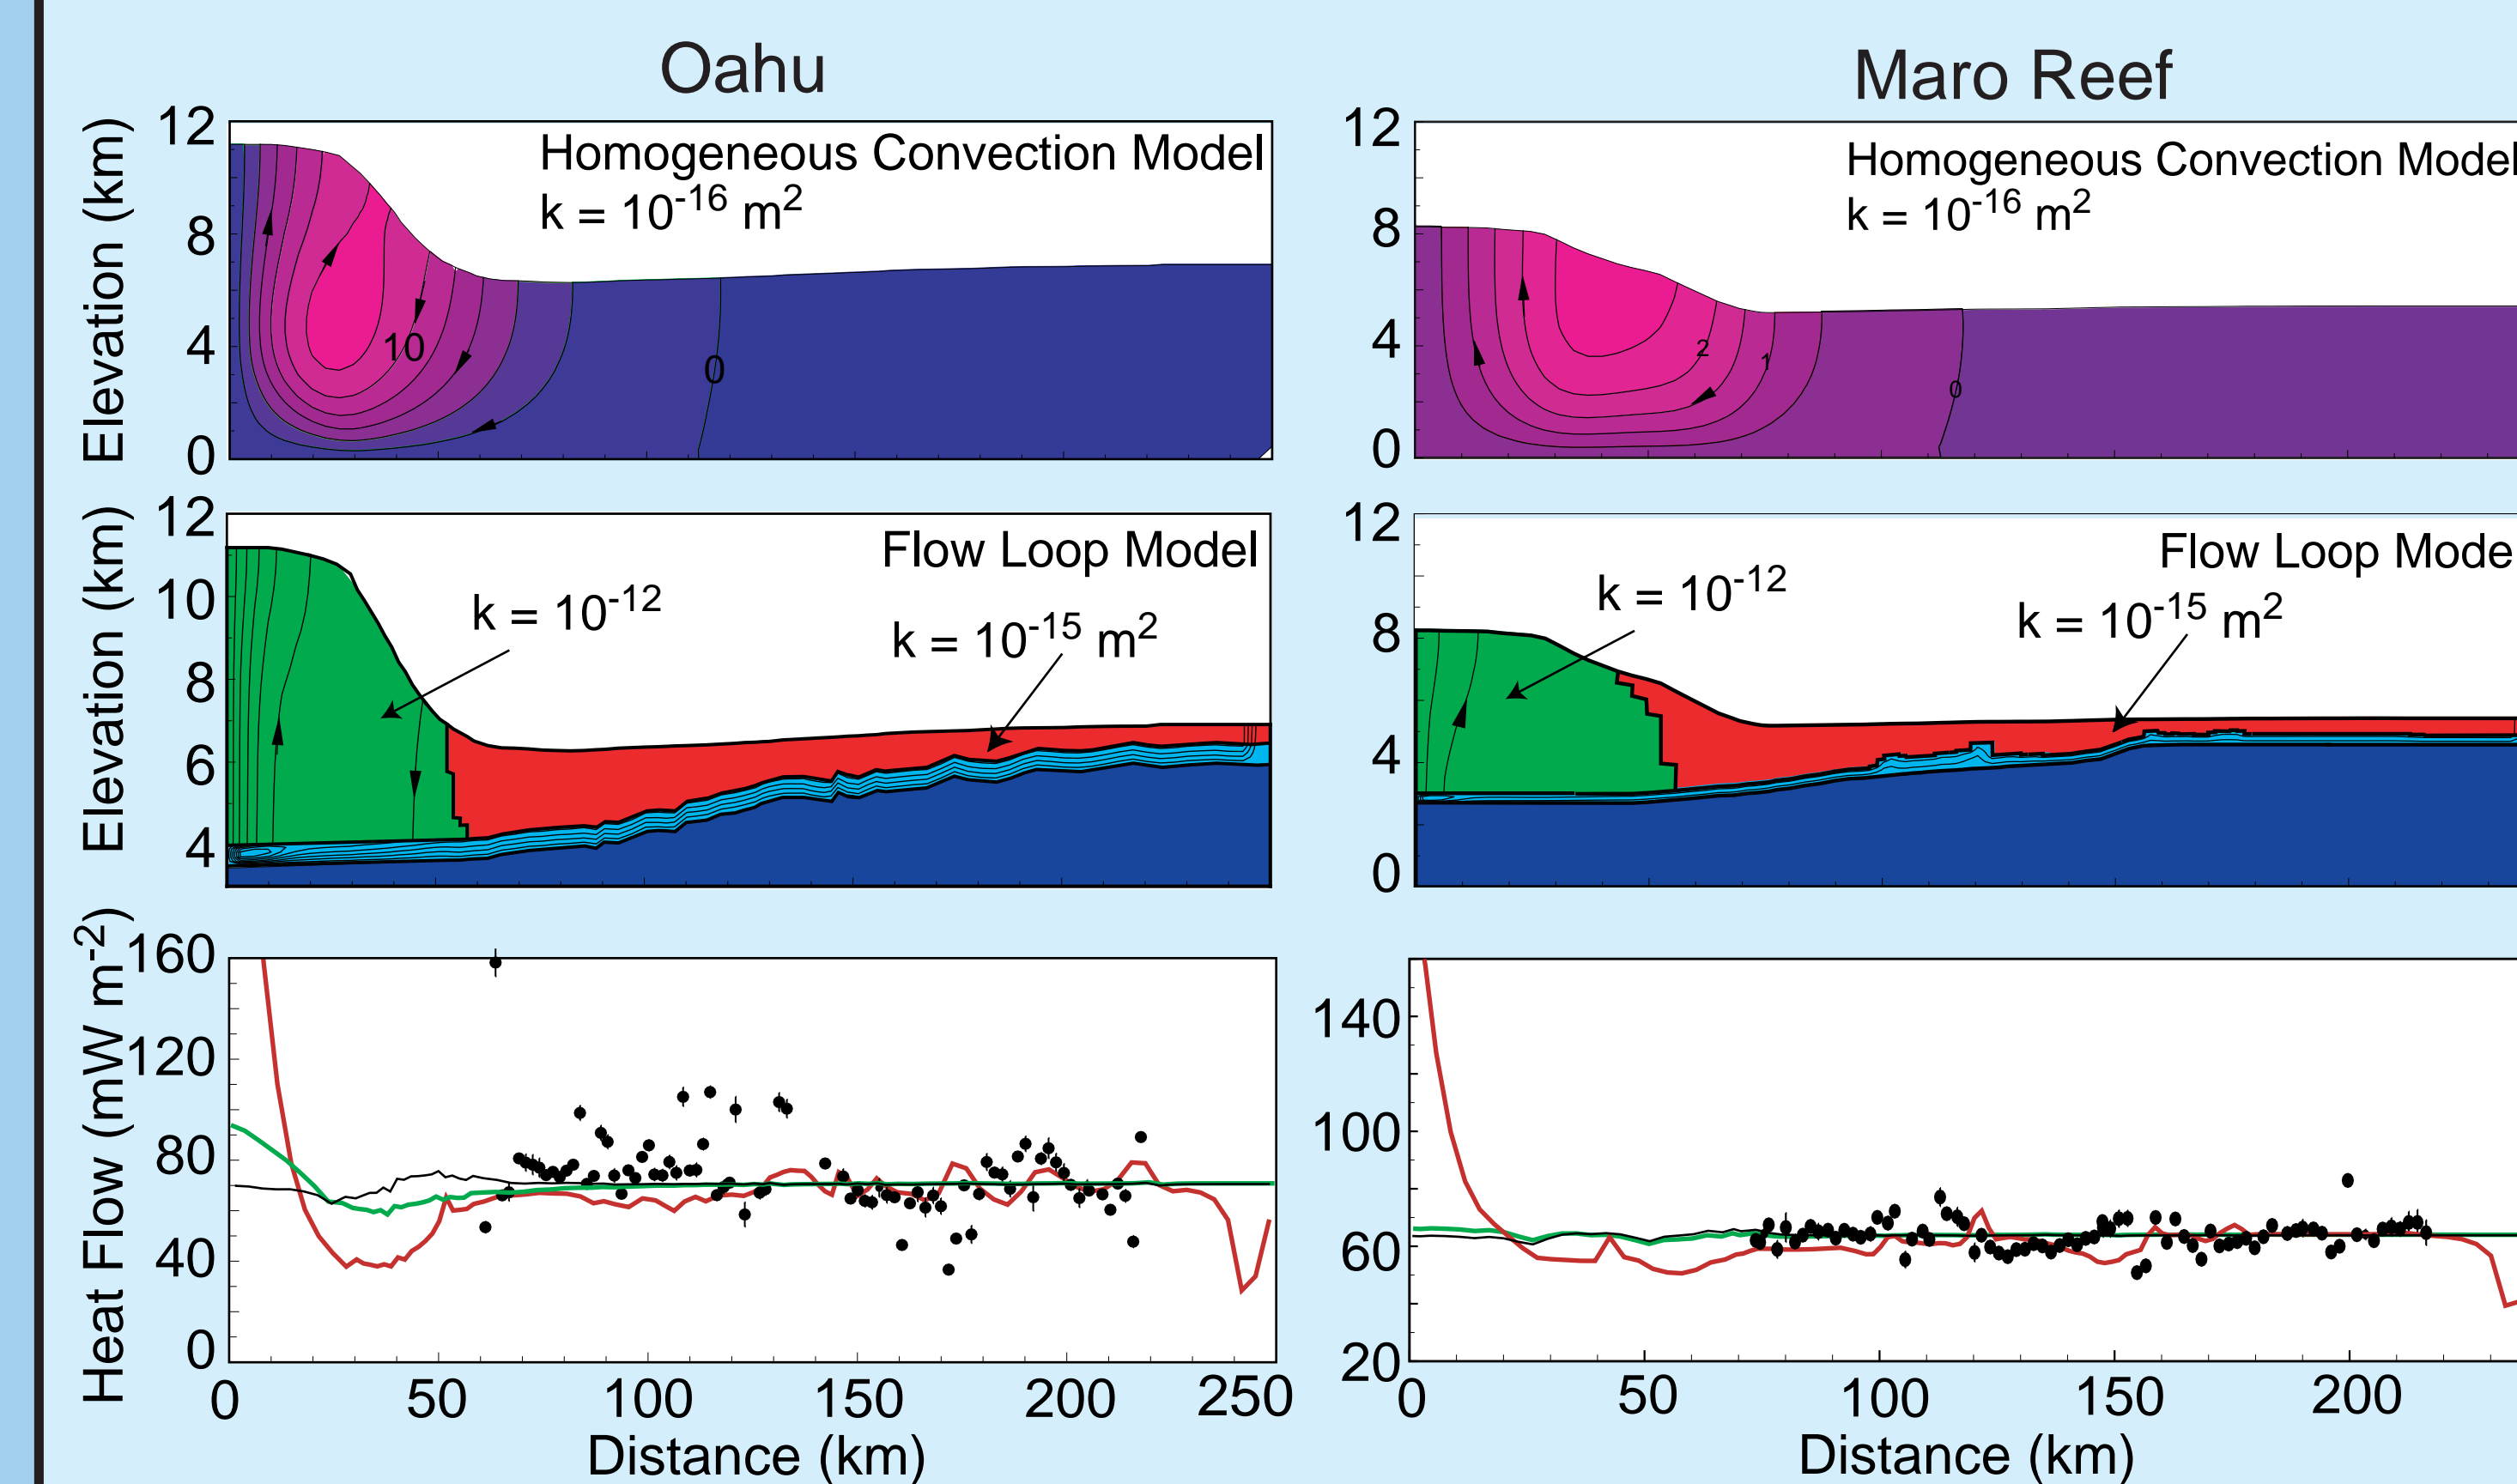 Oahu
Maro Reef
Elevation (km)
12
8
4
0
Homogeneous Convection Model
k = 10-16 m2
10
0
12
8
4
0
Homogeneous Convection Model
k = 10-16 m2
2
1
0
Elevation (km)
12
10
8
6
4
Flow Loop Model
k = 10-12
k = 10-15 m2
12
8
4
0
Flow Loop Mode
k = 10-12
k = 10-15 m2
Heat Flow (mW m-2)
160
120
80
40
0
0 50 100 150 200 250
Distance (km)
140
100
60
20
0 50 100 150 200
Distance (km)